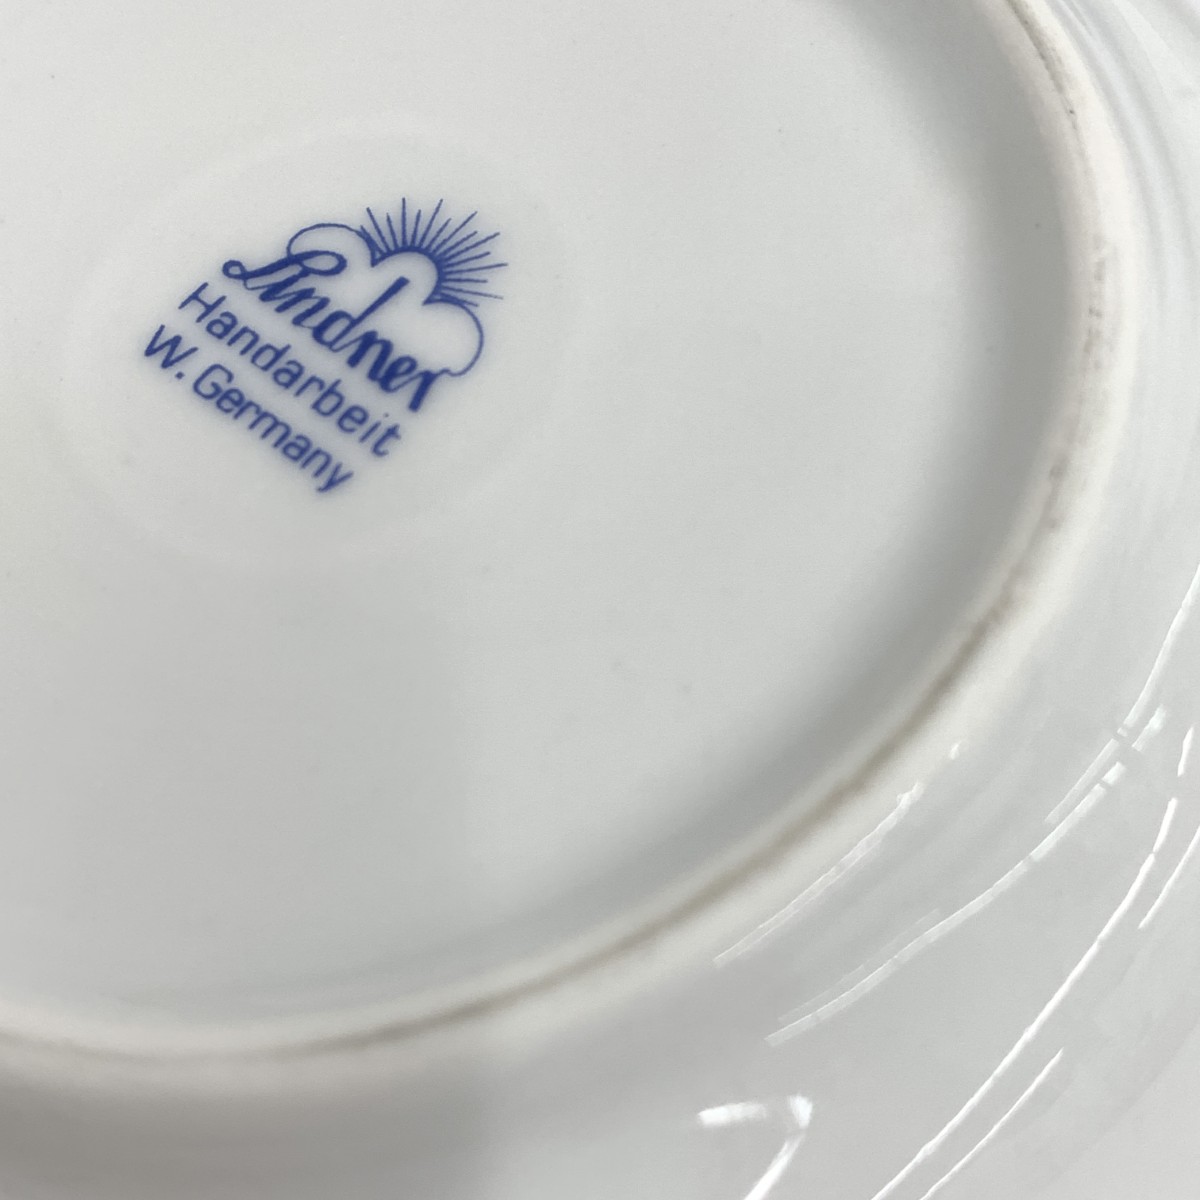 Lindner
Handarbeit
W. Germany